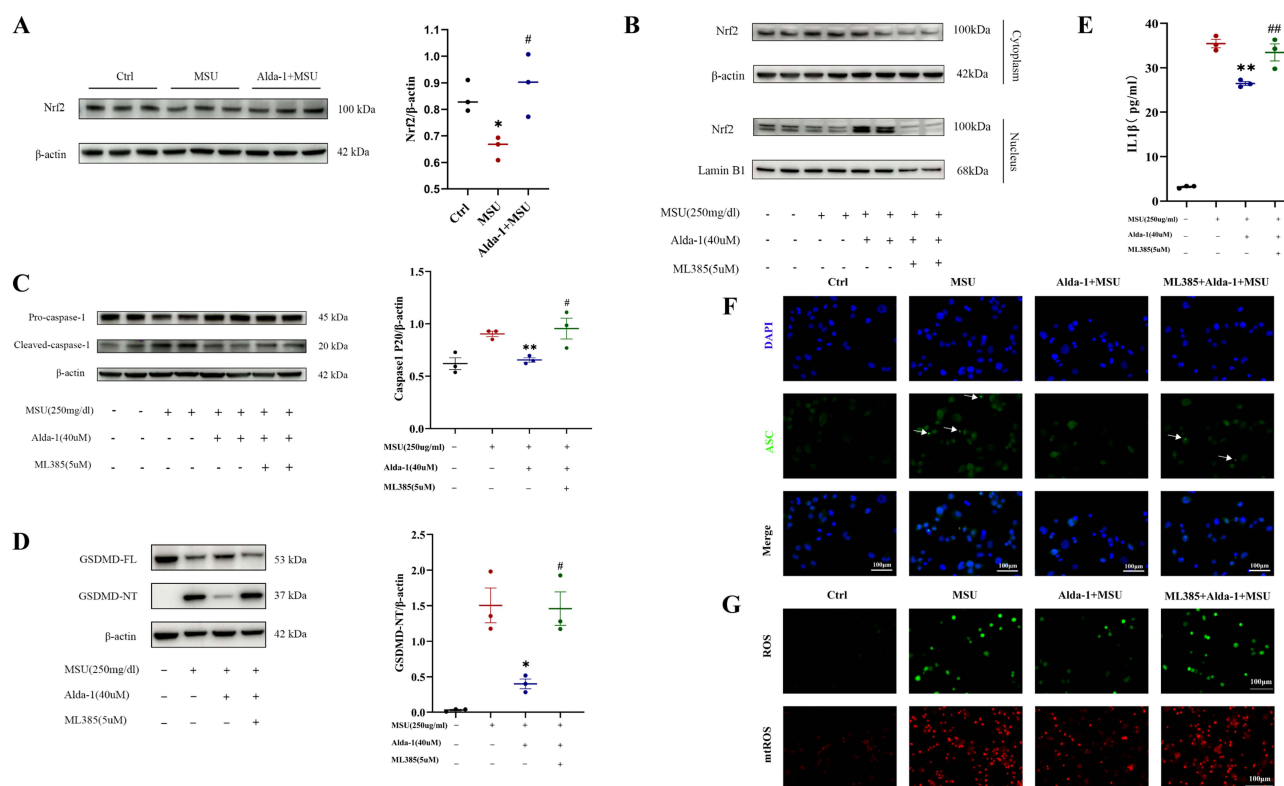 A
Ctrl MSU Alda-1+MSU
Nrf2 100 kDa
β-actin 42 kDa
Nrf2/β-actin
1.1
1.0
0.9
0.8
0.7
0.6
0.5
*
#
Ctrl
MSU
Alda-1+MSU
B
Nrf2 100kDa
β-actin 42kDa
Cytoplasm
Nrf2 100kDa
Lamin B1 68kDa
Nucleus
MSU(250mg/dl) - - + + + + + +
Alda-1(40uM) - - - - + + + +
ML385(5uM) - - - - - - + +
E
IL1β( pg/ml)
40
30
20
10
0
**
##
MSU(250ug/ml) – + + +
Alda-1(40uM) – – + +
ML385(5uM) – – – +
C
Pro-caspase-1 45 kDa
Cleaved-caspase-1 20 kDa
β-actin 42 kDa
MSU(250mg/dl) – – + + + + + +
Alda-1(40uM) – – – – + + + +
ML385(5uM) – – – – – – + +
Caspase1 P20/β-actin
1.5
1.0
0.5
0.0
**
#
MSU(250ug/ml) – + + +
Alda-1(40uM) – – + +
ML385(5uM) – – – +
D
GSDMD-FL 53 kDa
GSDMD-NT 37 kDa
β-actin 42 kDa
MSU(250mg/dl) – + + +
Alda-1(40uM) – – + +
ML385(5uM) – – – +
GSDMD-NT/β-actin
2.5
2.0
1.5
1.0
0.5
0.0
*
#
MSU(250ug/ml) – + + +
Alda-1(40uM) – – + +
ML385(5uM) – – – +
F
Ctrl MSU Alda-1+MSU ML385+Alda-1+MSU
DAPI
ASC
Merge
100μm 100μm 100μm 100μm
G
Ctrl MSU Alda-1+MSU ML385+Alda-1+MSU
ROS
100μm
mtROS
100μm